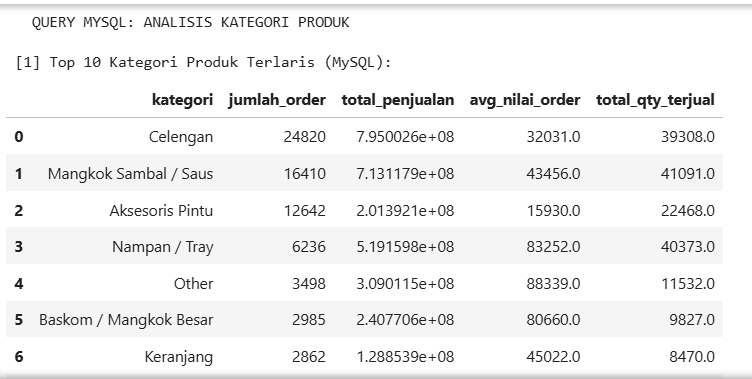 QUERY MYSQL: ANALISIS KATEGORI PRODUK
[1] Top 10 Kategori Produk Terlaris (MySQL):
kategori jumlah_order total_penjualan avg_nilai_order total_qty_terjual
0 Celengan 24820 7.950026e+08 32031.0 39308.0
1 Mangkok Sambal / Saus 16410 7.131179e+08 43456.0 41091.0
2 Aksesoris Pintu 12642 2.013921e+08 15930.0 22468.0
3 Nampan / Tray 6236 5.191598e+08 83252.0 40373.0
4 Other 3498 3.090115e+08 88339.0 11532.0
5 Baskom / Mangkok Besar 2985 2.407706e+08 80660.0 9827.0
6 Keranjang 2862 1.288539e+08 45022.0 8470.0